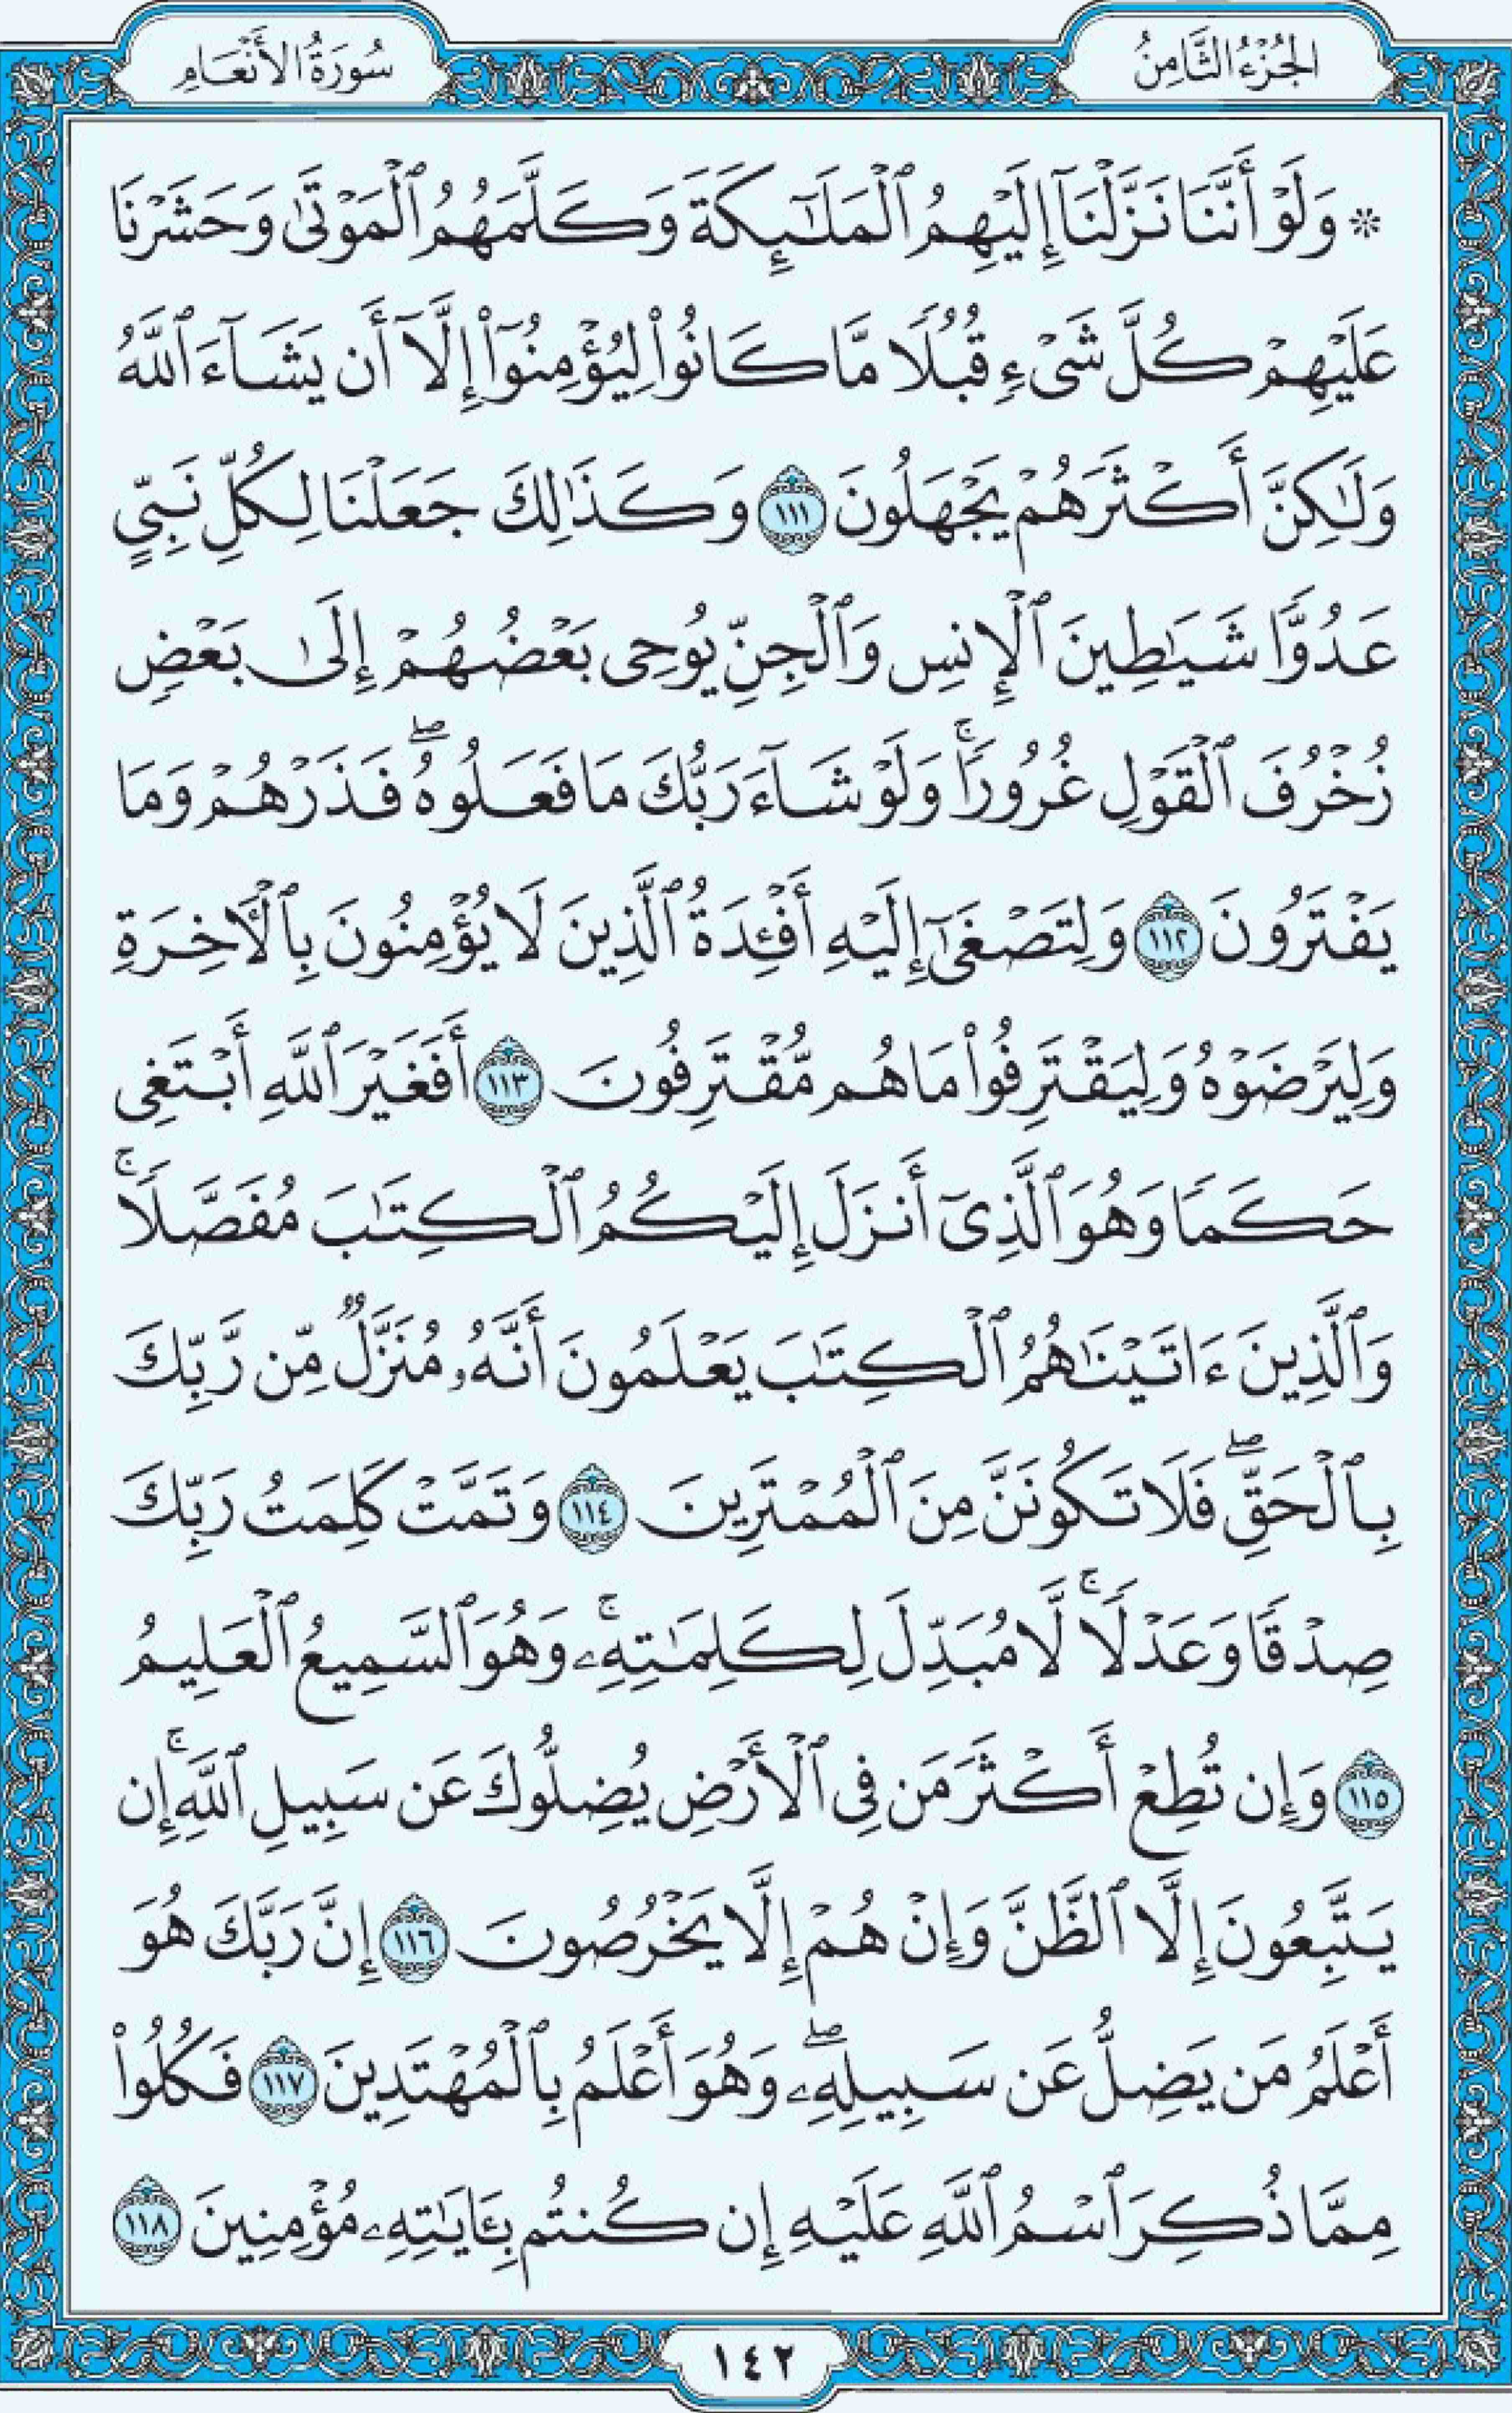 الجُزْءُ الثَّامِنُ
سُورَةُ الأَنْعَامِ
* وَلَوْ أَنَّنَا نَزَّلْنَآ إِلَيْهِمُ ٱلْمَلَٰٓئِكَةَ وَكَلَّمَهُمُ ٱلْمَوْتَىٰ وَحَشَرْنَا
عَلَيْهِمْ كُلَّ شَىْءٍ قُبُلًا مَّا كَانُوا۟ لِيُؤْمِنُوٓا۟ إِلَّآ أَن يَشَآءَ ٱللَّهُ
وَلَٰكِنَّ أَكْثَرَهُمْ يَجْهَلُونَ ١١١ وَكَذَٰلِكَ جَعَلْنَا لِكُلِّ نَبِىٍّ
عَدُوًّا شَيَٰطِينَ ٱلْإِنسِ وَٱلْجِنِّ يُوحِى بَعْضُهُمْ إِلَىٰ بَعْضٍ
زُخْرُفَ ٱلْقَوْلِ غُرُورًا ۚ وَلَوْ شَآءَ رَبُّكَ مَا فَعَلُوهُ ۖ فَذَرْهُمْ وَمَا
يَفْتَرُونَ ١١٢ وَلِتَصْغَىٰٓ إِلَيْهِ أَفْـِٔدَةُ ٱلَّذِينَ لَا يُؤْمِنُونَ بِٱلْـَٔاخِرَةِ
وَلِيَرْضَوْهُ وَلِيَقْتَرِفُوا۟ مَا هُم مُّقْتَرِفُونَ ١١٣ أَفَغَيْرَ ٱللَّهِ أَبْتَغِى
حَكَمًا وَهُوَ ٱلَّذِىٓ أَنزَلَ إِلَيْكُمُ ٱلْكِتَٰبَ مُفَصَّلًا ۚ
وَٱلَّذِينَ ءَاتَيْنَٰهُمُ ٱلْكِتَٰبَ يَعْلَمُونَ أَنَّهُۥ مُنَزَّلٌ مِّن رَّبِّكَ
بِٱلْحَقِّ ۖ فَلَا تَكُونَنَّ مِنَ ٱلْمُمْتَرِينَ ١١٤ وَتَمَّتْ كَلِمَتُ رَبِّكَ
صِدْقًا وَعَدْلًا ۚ لَّا مُبَدِّلَ لِكَلِمَٰتِهِۦ ۚ وَهُوَ ٱلسَّمِيعُ ٱلْعَلِيمُ
١١٥ وَإِن تُطِعْ أَكْثَرَ مَن فِى ٱلْأَرْضِ يُضِلُّوكَ عَن سَبِيلِ ٱللَّهِ ۚ إِن
يَتَّبِعُونَ إِلَّا ٱلظَّنَّ وَإِنْ هُمْ إِلَّا يَخْرُصُونَ ١١٦ إِنَّ رَبَّكَ هُوَ
أَعْلَمُ مَن يَضِلُّ عَن سَبِيلِهِۦ ۖ وَهُوَ أَعْلَمُ بِٱلْمُهْتَدِينَ ١١٧ فَكُلُوا۟
مِمَّا ذُكِرَ ٱسْمُ ٱللَّهِ عَلَيْهِ إِن كُنتُم بِـَٔايَٰتِهِۦ مُؤْمِنِينَ ١١٨
١٤٢